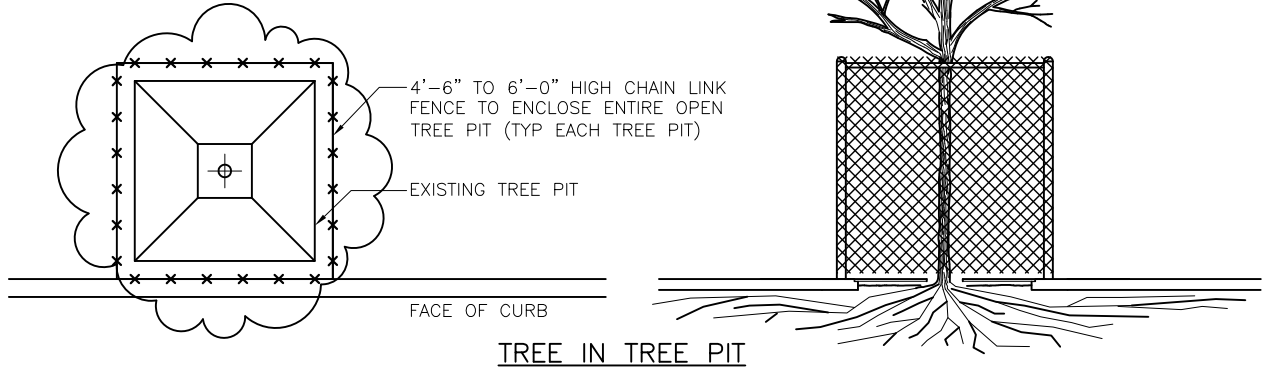 4'-6" TO 6'-0" HIGH CHAIN LINK
FENCE TO ENCLOSE ENTIRE OPEN
TREE PIT (TYP EACH TREE PIT)
EXISTING TREE PIT
FACE OF CURB
TREE IN TREE PIT